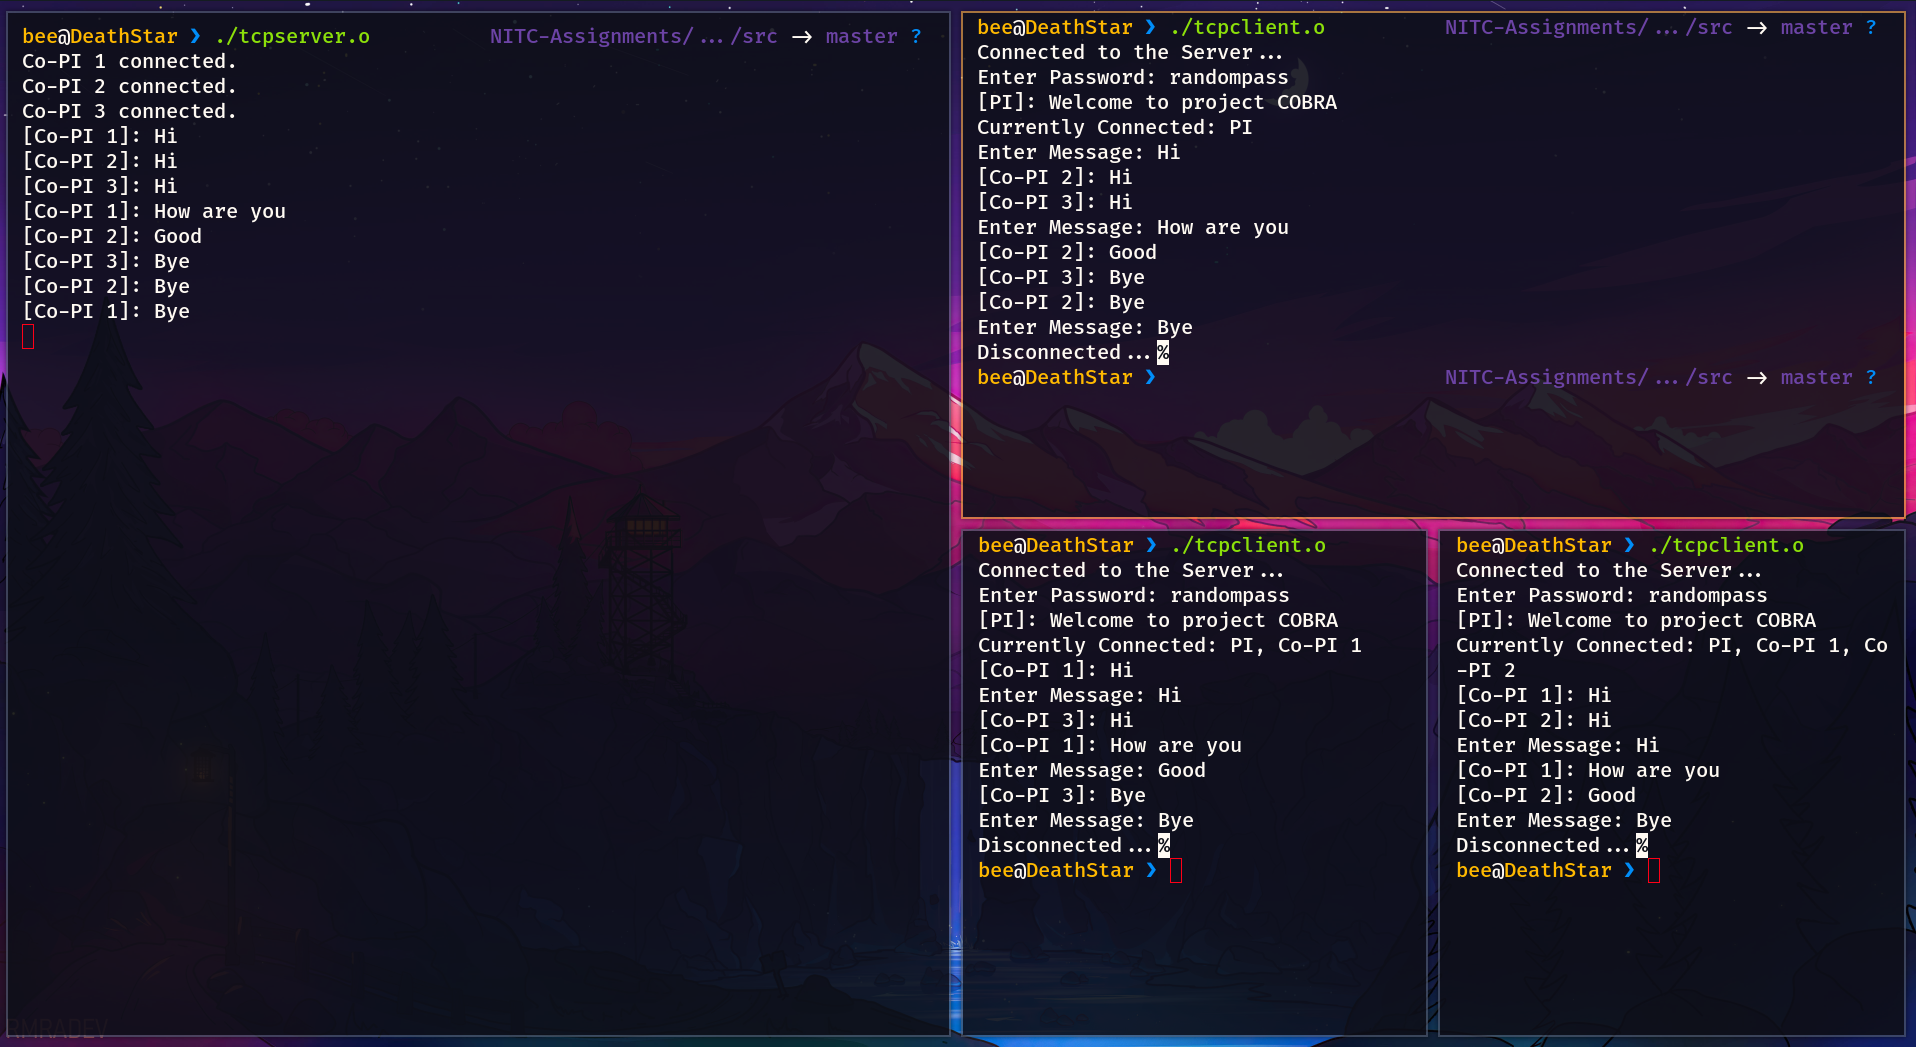 bee@DeathStar ❯ ./tcpserver.o NITC-Assignments/.../src → master ?
Co-PI 1 connected.
Co-PI 2 connected.
Co-PI 3 connected.
[Co-PI 1]: Hi
[Co-PI 2]: Hi
[Co-PI 3]: Hi
[Co-PI 1]: How are you
[Co-PI 2]: Good
[Co-PI 3]: Bye
[Co-PI 2]: Bye
[Co-PI 1]: Bye
RMRADEV
bee@DeathStar ❯ ./tcpclient.o NITC-Assignments/.../src → master ?
Connected to the Server...
Enter Password: randompass
[PI]: Welcome to project COBRA
Currently Connected: PI
Enter Message: Hi
[Co-PI 2]: Hi
[Co-PI 3]: Hi
Enter Message: How are you
[Co-PI 2]: Good
[Co-PI 3]: Bye
[Co-PI 2]: Bye
Enter Message: Bye
Disconnected...%
bee@DeathStar ❯ NITC-Assignments/.../src → master ?
bee@DeathStar ❯ ./tcpclient.o
Connected to the Server...
Enter Password: randompass
[PI]: Welcome to project COBRA
Currently Connected: PI, Co-PI 1
[Co-PI 1]: Hi
Enter Message: Hi
[Co-PI 3]: Hi
[Co-PI 1]: How are you
Enter Message: Good
[Co-PI 3]: Bye
Enter Message: Bye
Disconnected...%
bee@DeathStar ❯
bee@DeathStar ❯ ./tcpclient.o
Connected to the Server...
Enter Password: randompass
[PI]: Welcome to project COBRA
Currently Connected: PI, Co-PI 1, Co
-PI 2
[Co-PI 1]: Hi
[Co-PI 2]: Hi
Enter Message: Hi
[Co-PI 1]: How are you
[Co-PI 2]: Good
Enter Message: Bye
Disconnected...%
bee@DeathStar ❯